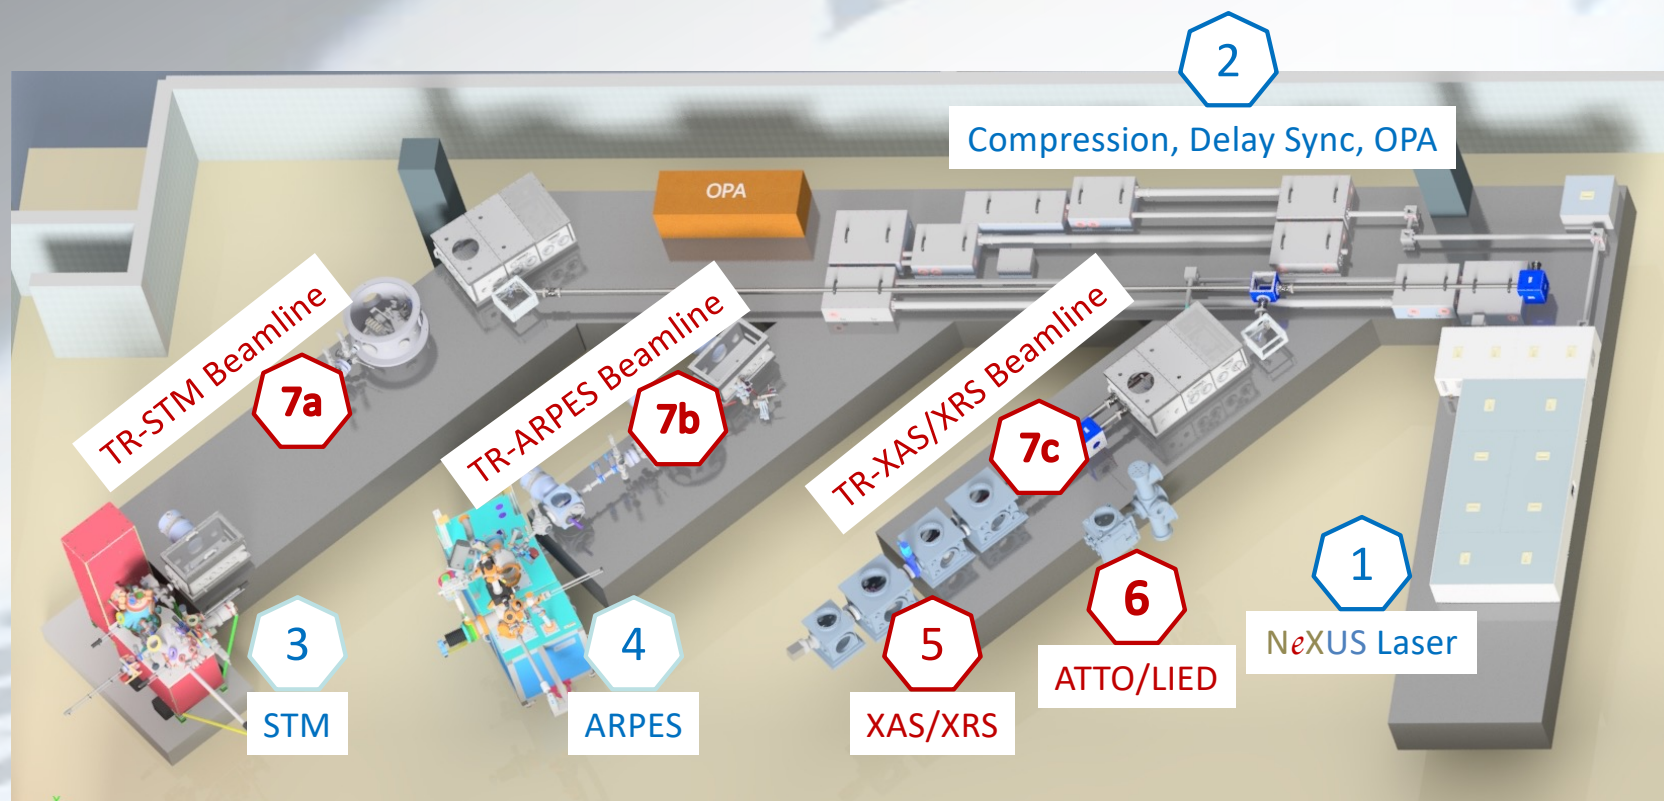 2
Compression, Delay Sync, OPA
OPA
TR-STM Beamline
7a
TR-ARPES Beamline
7b
TR-XAS/XRS Beamline
7c
1
NeXUS Laser
3
STM
4
ARPES
5
XAS/XRS
6
ATTO/LIED